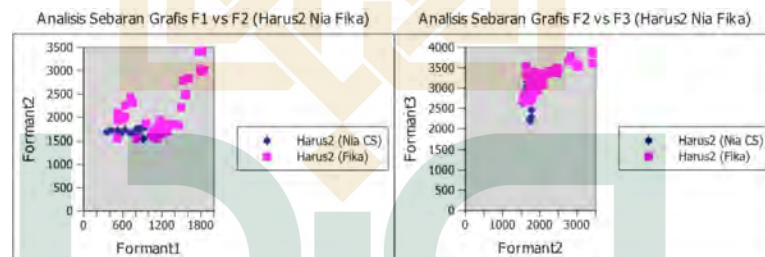 Analisis Sebaran Grafis F1 vs F2 (Harus2 Nia Fika)
Formant2
3500
3000
2500
2000
1500
1000
500
0
0 600 1200 1800
Formant1
Harus2 (Nia CS)
Harus2 (Fika)
Analisis Sebaran Grafis F2 vs F3 (Harus2 Nia Fika)
Formant3
4000
3500
3000
2500
2000
1500
1000
500
0
0 1000 2000 3000
Formant2
Harus2 (Nia CS)
Harus2 (Fika)